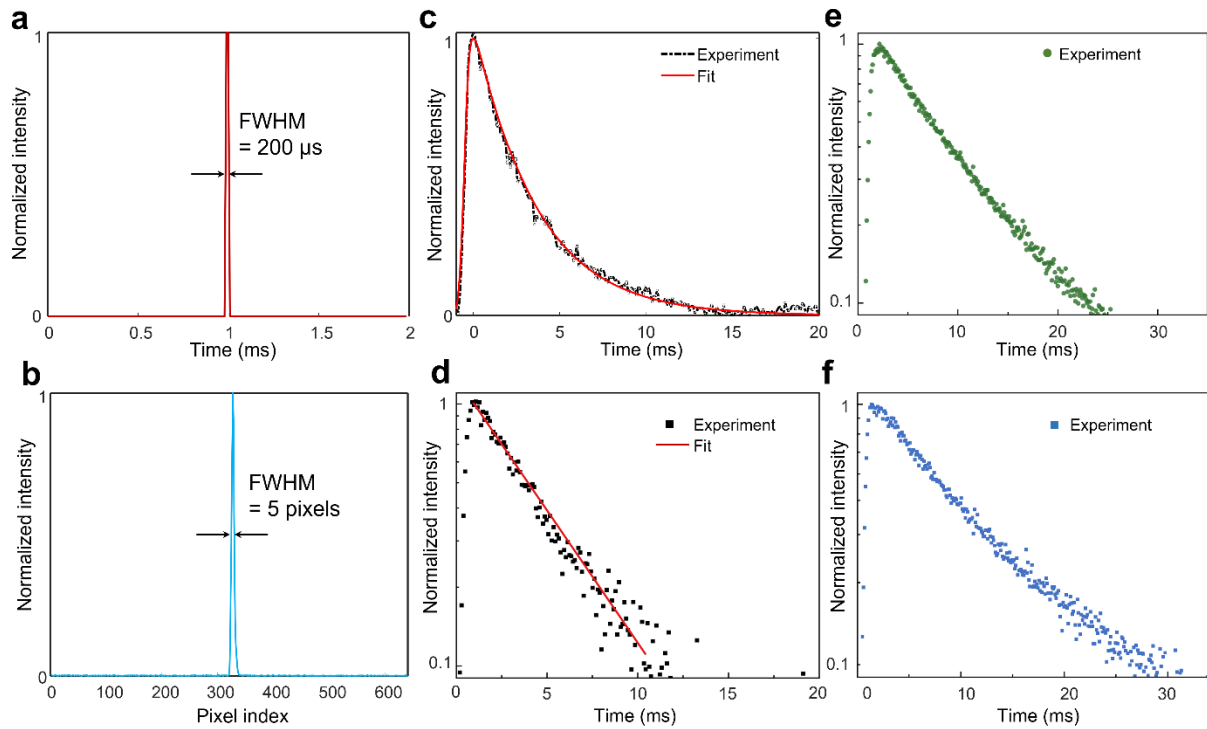 a
1
Normalized intensity
FWHM
= 200 µs
0
0 0.5 1 1.5 2
Time (ms)
b
1
Normalized intensity
FWHM
= 5 pixels
0
0 100 200 300 400 500 600
Pixel index
c
1
Normalized intensity
Experiment
Fit
0
0 5 10 15 20
Time (ms)
d
1
Normalized intensity
Experiment
Fit
0.1
0 5 10 15 20
Time (ms)
e
1
Normalized intensity
Experiment
0.1
0 10 20 30
Time (ms)
f
1
Normalized intensity
Experiment
0.1
0 10 20 30
Time (ms)